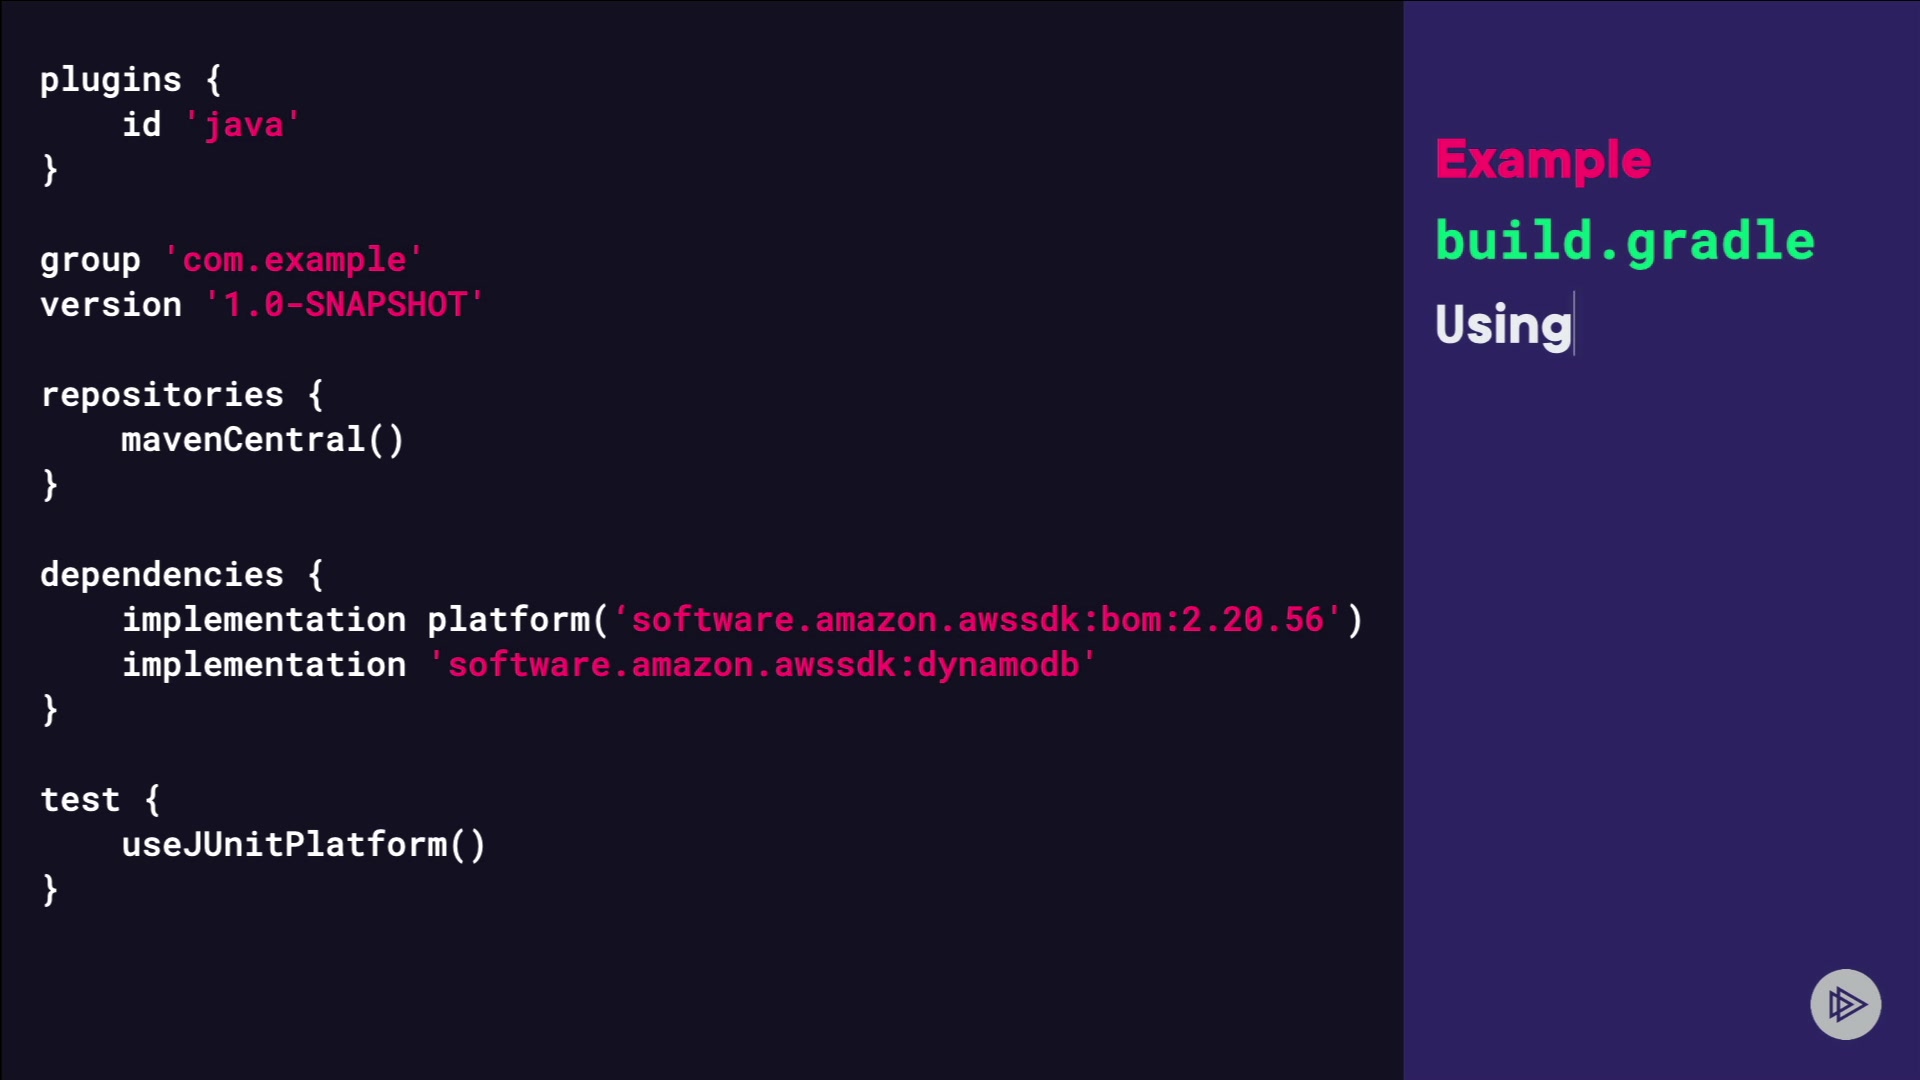 plugins {
    id 'java'
}

group 'com.example'
version '1.0-SNAPSHOT'

repositories {
    mavenCentral()
}

dependencies {
    implementation platform(‘software.amazon.awssdk:bom:2.20.56')
    implementation 'software.amazon.awssdk:dynamodb'
}

test {
    useJUnitPlatform()
}

Example
build.gradle
Using